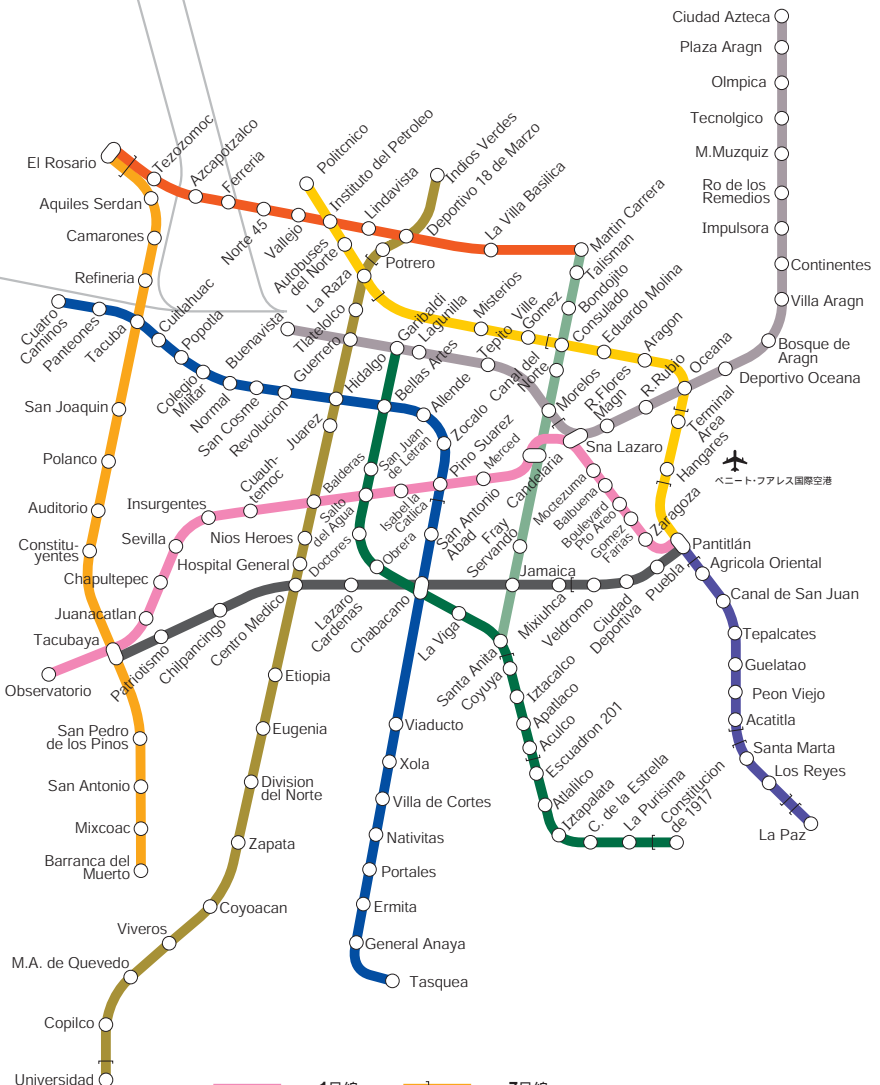 Ciudad Azteca
Plaza Aragn
Olmpica
Tecnolgico
M.Muzquiz
Ro de los
Remedios
Impulsora
Continentes
Villa Aragn
Bosque de
Aragn
Deportivo Oceana
Oceana
R.Rubio
R.Flores
Magn
Sna Lazaro
Morelos
Canal del
Norte
Tepito
Lagunilla
Garibaldi
Guerrero
Buenavista
El Rosario
Tezozomoc
Azcapotzalco
Ferreria
Norte 45
Vallejo
Instituto del Petroleo
Lindavista
Deportivo 18 de Marzo
La Villa Basilica
Martin Carrera
Politcnico
Autobuses
del Norte
La Raza
Misterios
Ville
Gomez
Consulado
Eduardo Molina
Aragon
Terminal
Area
Hangares
Pantitlán
ベニート・フアレス国際空港
Indios Verdes
Potrero
Tlatelolco
Hidalgo
Juarez
Balderas
Nios Heroes
Hospital General
Centro Medico
Etiopia
Eugenia
Division
del Norte
Zapata
Coyoacan
Viveros
M.A. de Quevedo
Copilco
Universidad
Talisman
Bondojito
Candelaria
Fray
Servando
Jamaica
Santa Anita
Aquiles Serdan
Camarones
Refineria
Tacuba
San Joaquin
Polanco
Auditorio
Constitu-
yentes
Tacubaya
San Pedro
de los Pinos
San Antonio
Mixcoac
Barranca del
Muerto
Cuatro
Caminos
Panteones
Cuitlahuac
Popotla
Colegio
Militar
Normal
San Cosme
Revolucion
Bellas Artes
Allende
Zocalo
Pino Suarez
San Antonio
Abad
Chabacano
Viaducto
Xola
Villa de Cortes
Nativitas
Portales
Ermita
General Anaya
Tasquea
Observatorio
Juanacatlan
Chapultepec
Sevilla
Insurgentes
Cuauh-
temoc
Salto
del Agua
Isabel la
Catlica
Merced
Moctezuma
Balbuena
Boulevard
Pto Areo
Gomez
Farias
Zaragoza
San Juan
de Letran
Doctores
Obrera
La Viga
Coyuya
Iztacalco
Apatlaco
Aculco
Escuadron 201
Atlalilco
Iztapalata
C. de la Estrella
La Purisima
Constitucion
de 1917
Patriotismo
Chilpancingo
Lazaro
Cardenas
Mixiuhca
Veldromo
Ciudad
Deportiva
Puebla
Agricola Oriental
Canal de San Juan
Tepalcates
Guelatao
Peon Viejo
Acatitla
Santa Marta
Los Reyes
La Paz
1号線
7号線